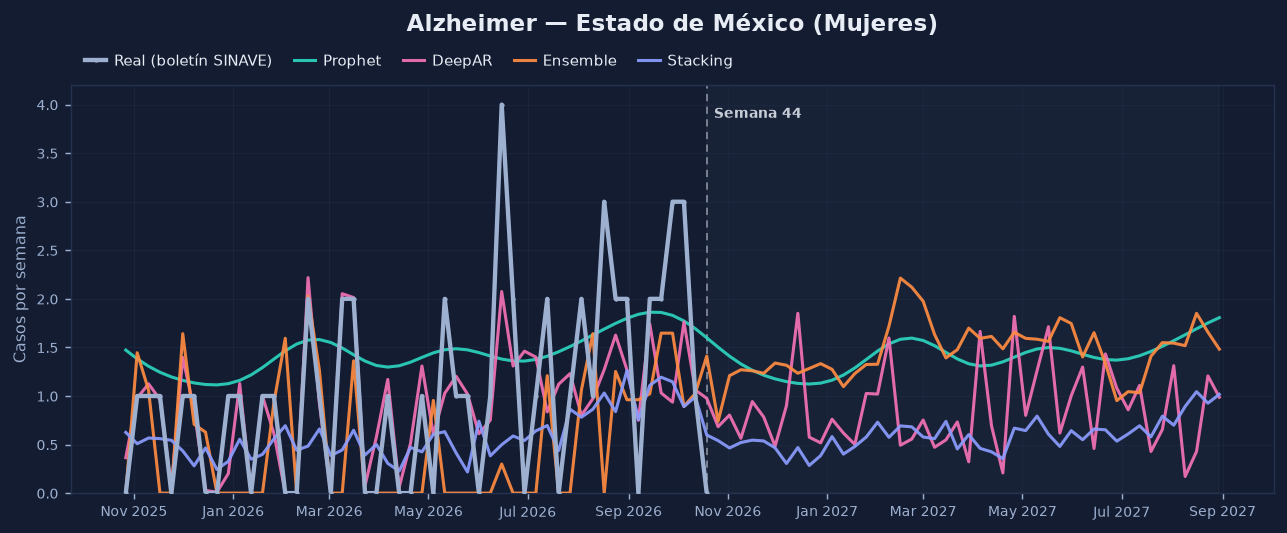 Alzheimer — Estado de México (Mujeres)
Real (boletín SINAVE)
Prophet
DeepAR
Ensemble
Stacking
Casos por semana
4.0
3.5
3.0
2.5
2.0
1.5
1.0
0.5
0.0
Semana 44
Nov 2025
Jan 2026
Mar 2026
May 2026
Jul 2026
Sep 2026
Nov 2026
Jan 2027
Mar 2027
May 2027
Jul 2027
Sep 2027